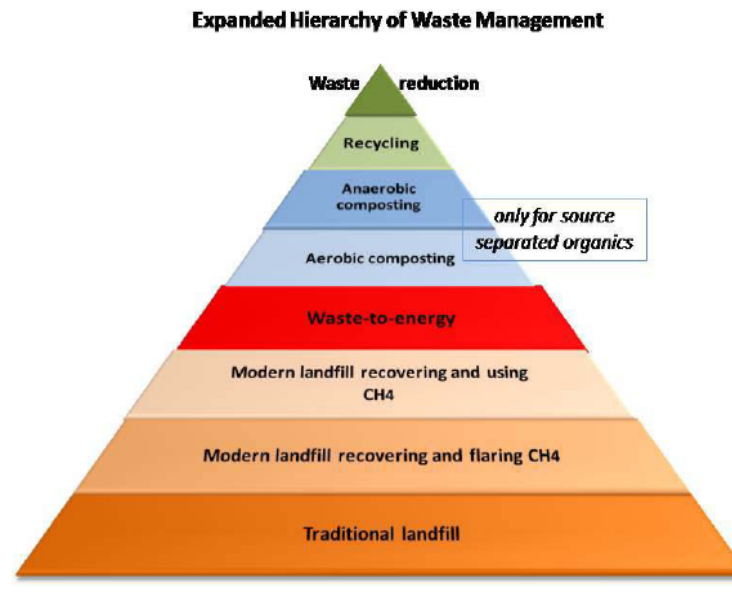 Expanded Hierarchy of Waste Management
Waste reduction
Recycling
Anaerobic
composting
only for source
separated organics
Aerobic composting
Waste-to-energy
Modern landfill recovering and using
CH4
Modern landfill recovering and flaring CH4
Traditional landfill